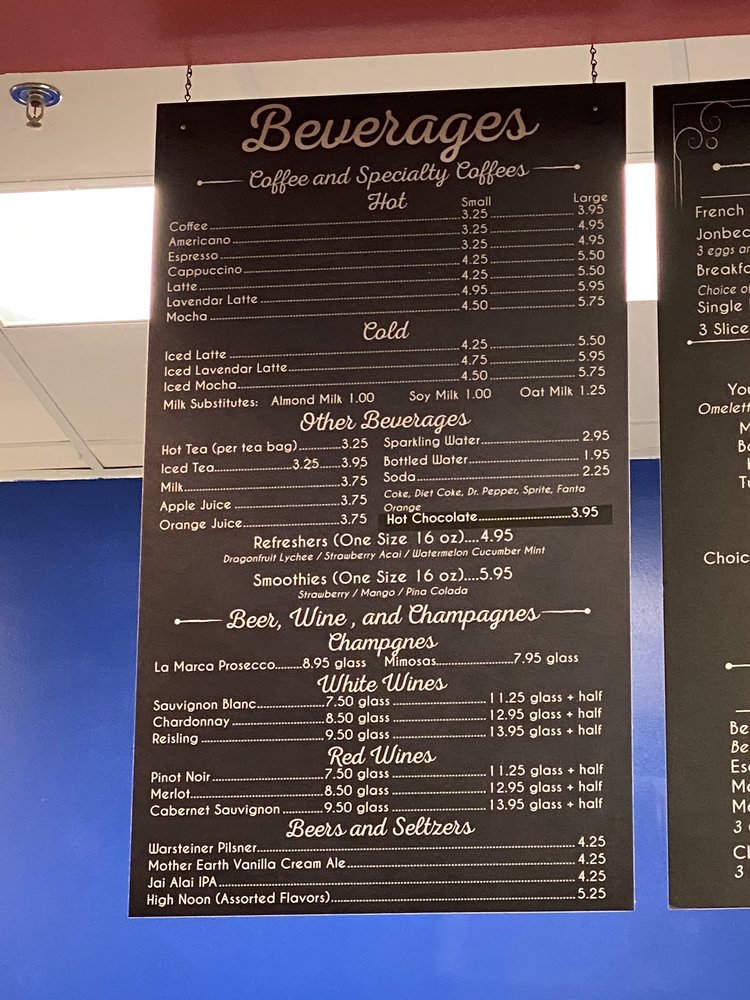 Beverages
Coffee and Specialty Coffees
Hot Small Large
Coffee 3.25 3.95
Americano 3.25 4.95
Espresso 3.25 4.95
Cappuccino 4.25 5.50
Latte 4.25 5.50
Lavendar Latte 4.95 5.95
Mocha 4.50 5.75
Cold
Iced Latte 4.25 5.50
Iced Lavendar Latte 4.75 5.95
Iced Mocha 4.50 5.75
Milk Substitutes: Almond Milk 1.00 Soy Milk 1.00 Oat Milk 1.25
Other Beverages
Hot Tea (per tea bag) 3.25
Iced Tea 3.25 3.95
Milk 3.75
Apple Juice 3.75
Orange Juice 3.75
Sparkling Water 2.95
Bottled Water 1.95
Soda 2.25
Coke, Diet Coke, Dr. Pepper, Sprite, Fanta
Orange
Hot Chocolate 3.95
Refreshers (One Size 16 oz)....4.95
Dragonfruit Lychee / Strawberry Acai / Watermelon Cucumber Mint
Smoothies (One Size 16 oz)....5.95
Strawberry / Mango / Pina Colada
Beer, Wine , and Champagnes
Champgnes
La Marca Prosecco 8.95 glass Mimosas 7.95 glass
White Wines
Sauvignon Blanc 7.50 glass 11.25 glass + half
Chardonnay 8.50 glass 12.95 glass + half
Reisling 9.50 glass 13.95 glass + half
Red Wines
Pinot Noir 7.50 glass 11.25 glass + half
Merlot 8.50 glass 12.95 glass + half
Cabernet Sauvignon 9.50 glass 13.95 glass + half
Beers and Seltzers
Warsteiner Pilsner 4.25
Mother Earth Vanilla Cream Ale 4.25
Jai Alai IPA 4.25
High Noon (Assorted Flavors) 5.25
French
3 eggs
Choice
Single
3 Slice